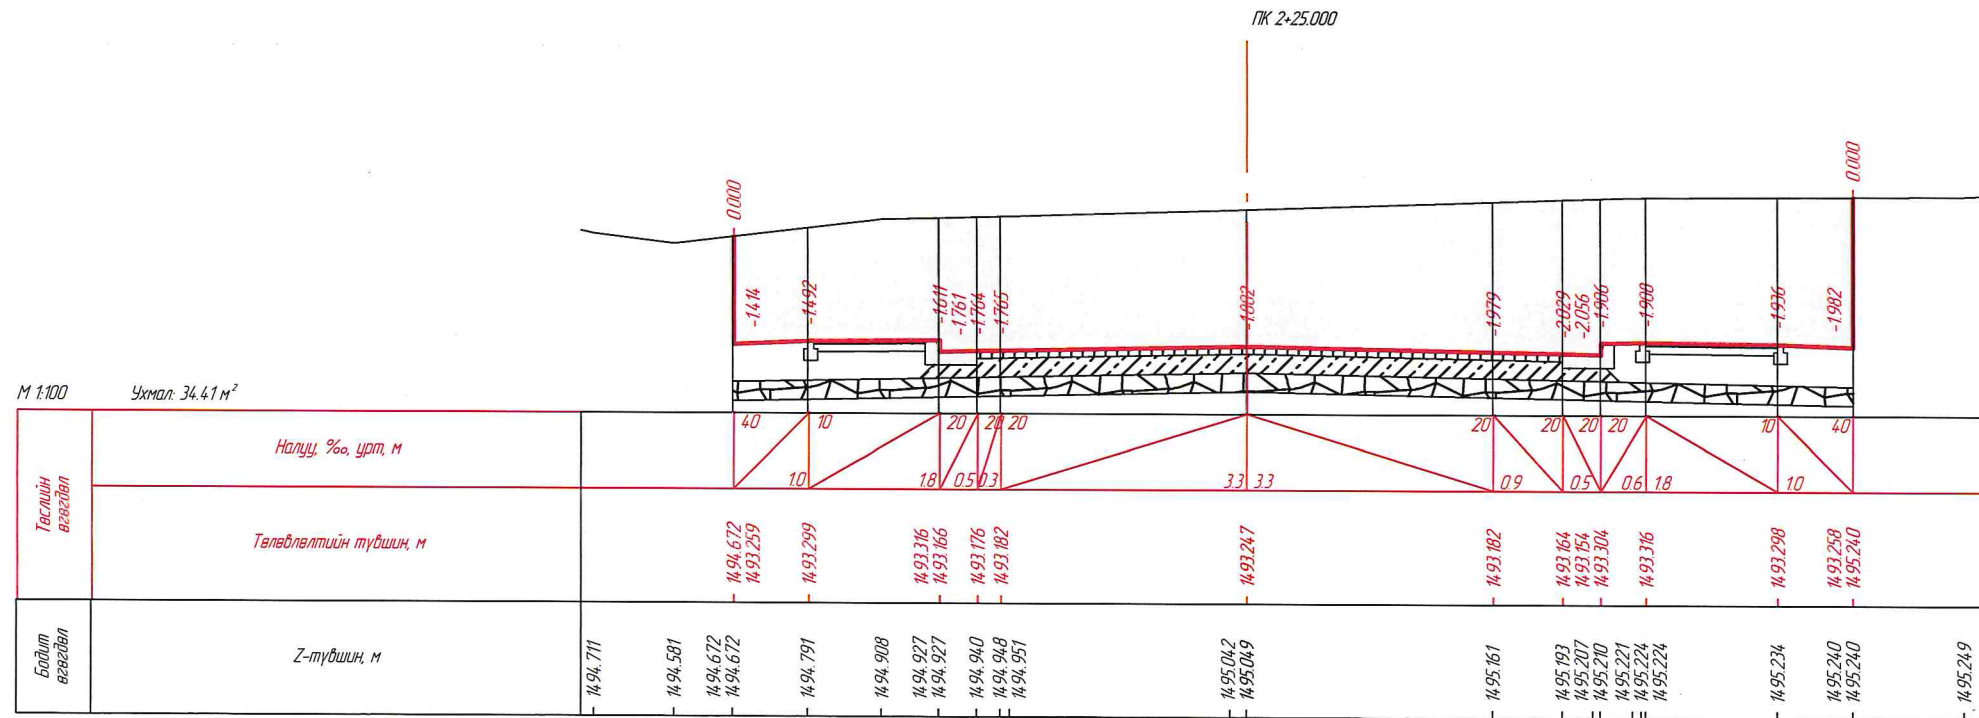 ПК 2+25.000
0.000
0.000
-1.414
-1.492
-1.611
-1.761
-1.764
-1.765
-1.979
-2.029
-2.056
-1.906
-1.908
-1.936
-1.982
М 1:100
Ухмал: 34.41 м²
Төслийн өгөгдөл
Налуу, ‰, урт, м
40 10 20 20 20 20 20 20 20 10 40
1.0 1.8 0.5 0.3 3.3 3.3 0.9 0.5 0.6 1.8 1.0
Төлөвлөлтийн түвшин, м
1494.672 1493.259 1493.299 1493.316 1493.166 1493.176 1493.182 1493.247 1493.182 1493.164 1493.154 1493.304 1493.316 1493.298 1493.258 1495.240
Бодит өгөгдөл
Z-түвшин, м
1494.711 1494.581 1494.672 1494.672 1494.791 1494.908 1494.927 1494.927 1494.940 1494.948 1494.951 1495.042 1495.049 1495.161 1495.193 1495.207 1495.210 1495.221 1495.224 1495.224 1495.234 1495.240 1495.240 1495.249